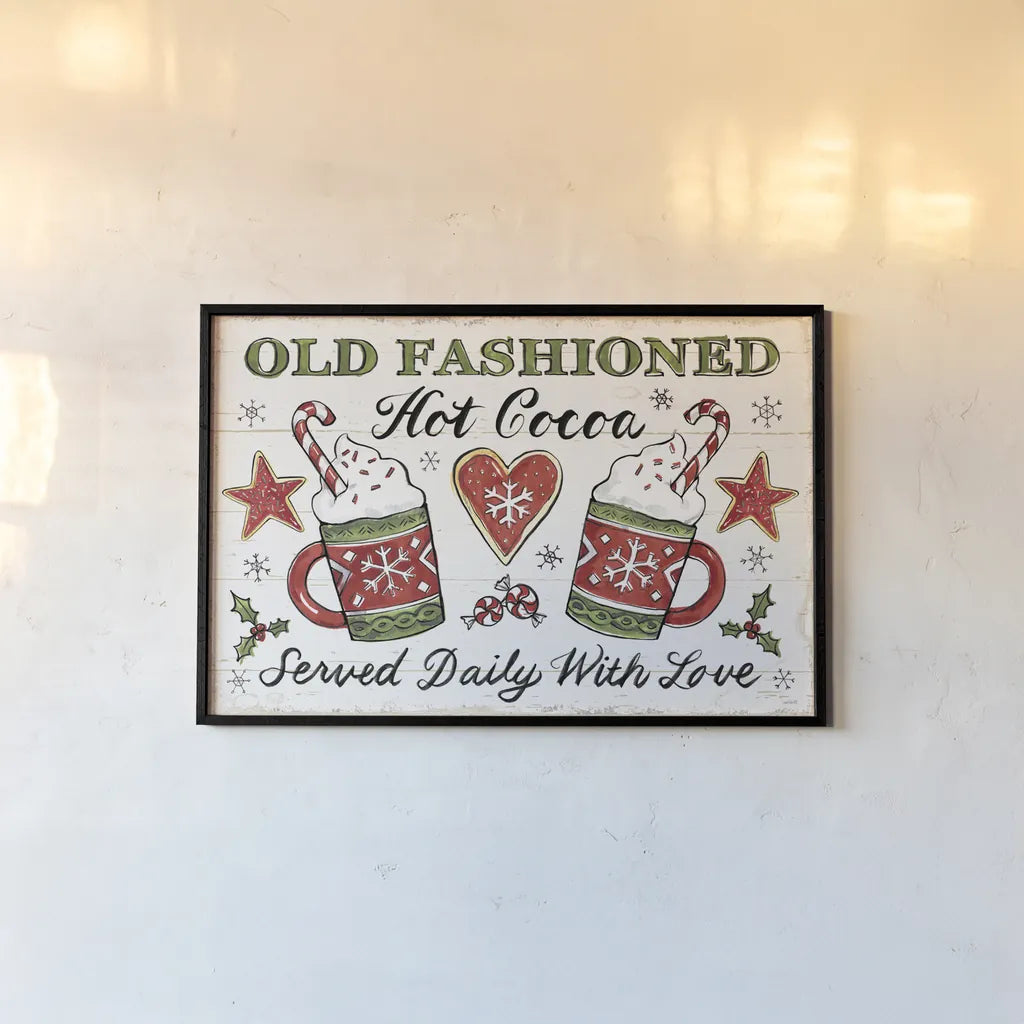 OLD FASHIONED
Hot Cocoa
Served Daily With Love